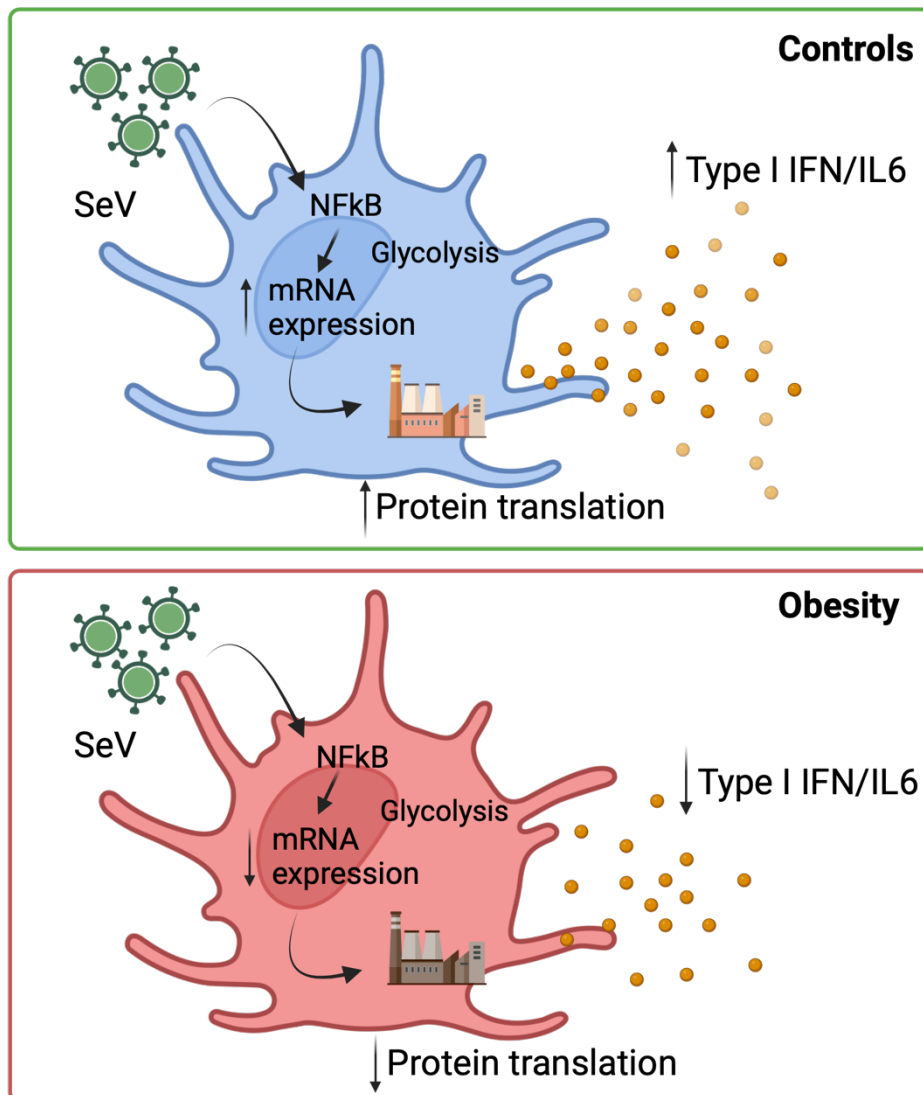 Controls
SeV
Type I IFN/IL6
NFkB
Glycolysis
mRNA
expression
Protein translation
Obesity
SeV
NFkB
Type I IFN/IL6
Glycolysis
mRNA
expression
Protein translation